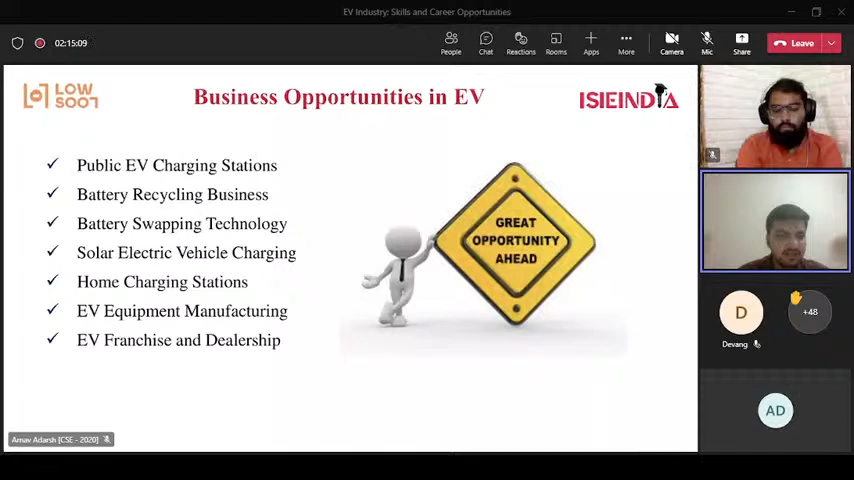 EV Industry: Skills and Career Opportunities
02:15:09
People
Chat
Reactions
Rooms
Apps
More
Camera
Mic
Share
Leave
LOW
SOOT
Business Opportunities in EV
ISIEINDIA
✓ Public EV Charging Stations
✓ Battery Recycling Business
✓ Battery Swapping Technology
✓ Solar Electric Vehicle Charging
✓ Home Charging Stations
✓ EV Equipment Manufacturing
✓ EV Franchise and Dealership
GREAT
OPPORTUNITY
AHEAD
D
+48
Devang
AD
Arnav Adarsh [CSE - 2020]